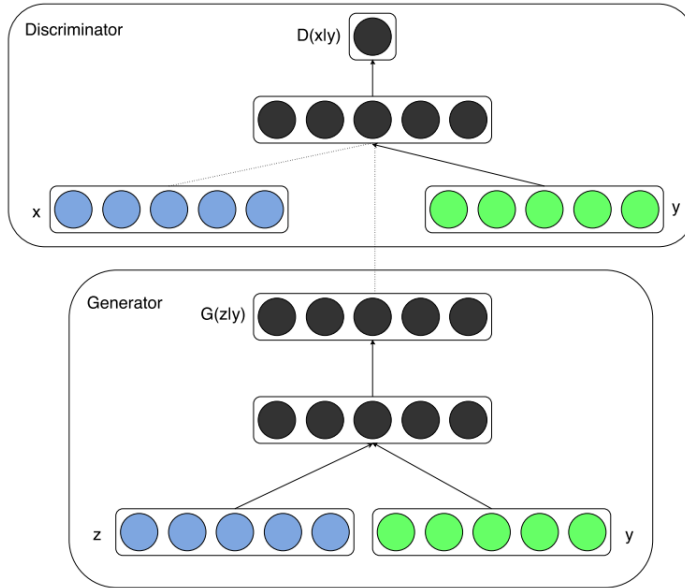 Discriminator
D(x|y)
x
y
Generator
G(z|y)
z
y